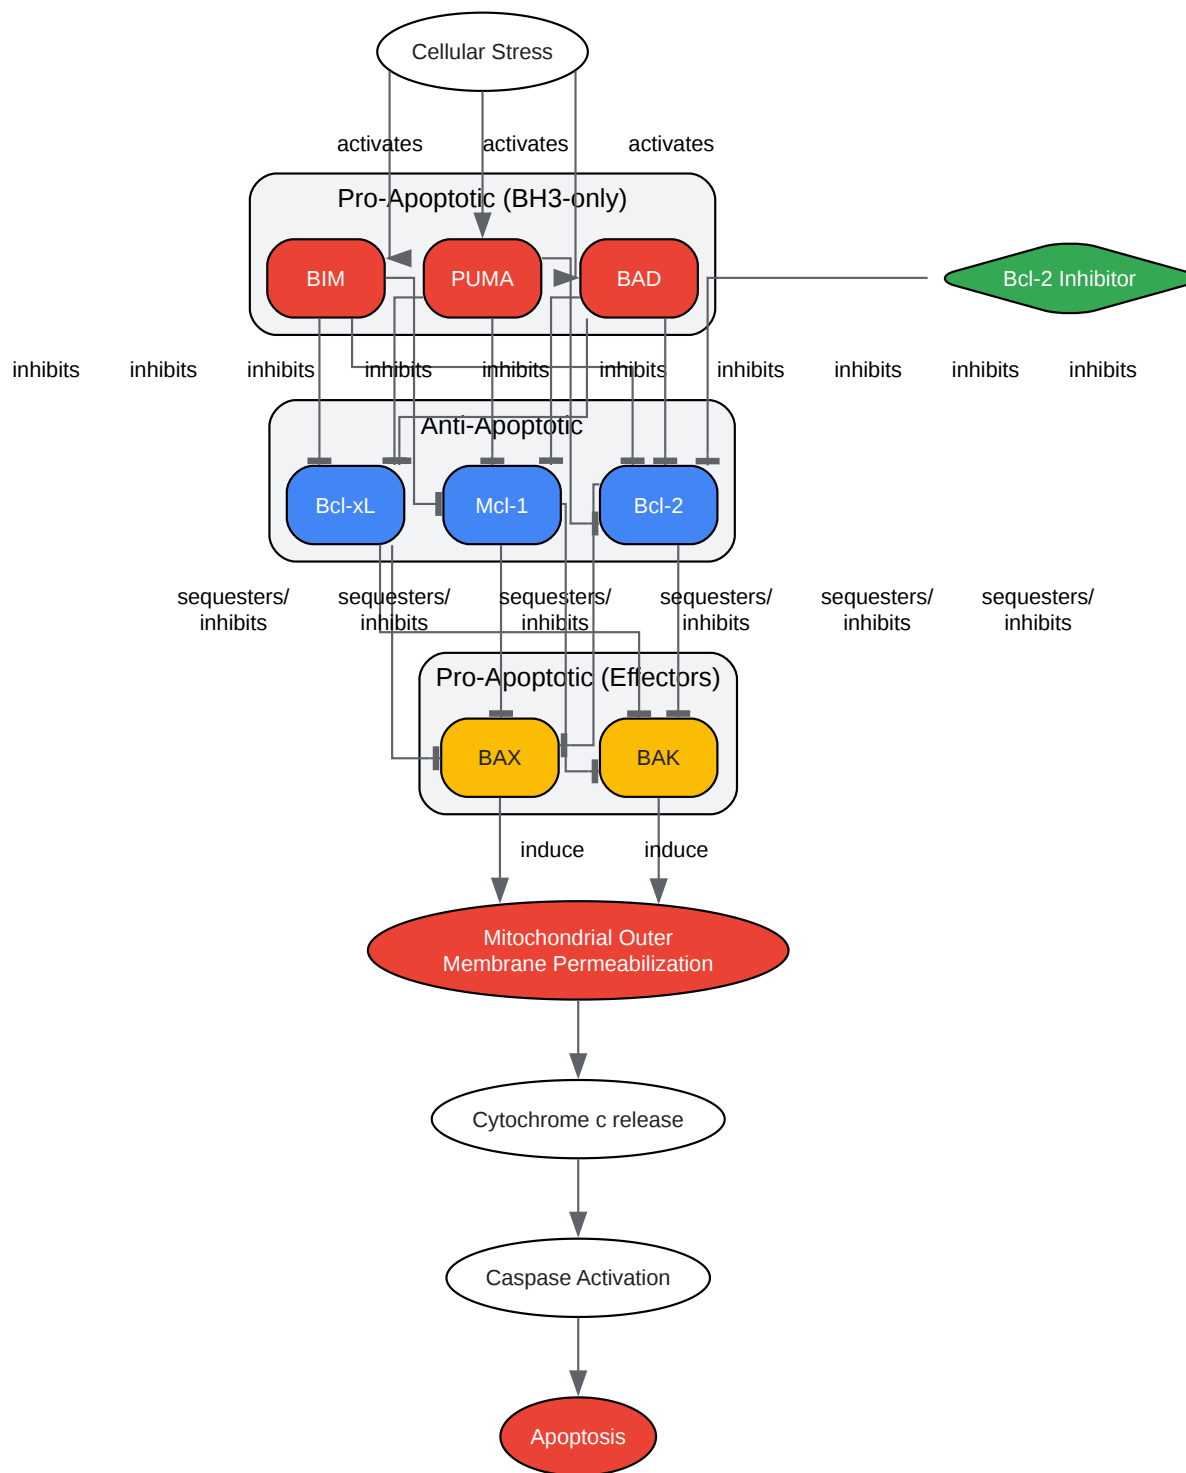 Cellular Stress
activates
activates
activates
Pro-Apoptotic (BH3-only)
BIM
PUMA
BAD
Bcl-2 Inhibitor
inhibits
inhibits
inhibits
inhibits
inhibits
inhibits
inhibits
inhibits
inhibits
inhibits
Anti-Apoptotic
Bcl-xL
Mcl-1
Bcl-2
sequesters/
inhibits
sequesters/
inhibits
sequesters/
inhibits
sequesters/
inhibits
sequesters/
inhibits
sequesters/
inhibits
Pro-Apoptotic (Effectors)
BAX
BAK
induce
induce
Mitochondrial Outer
Membrane Permeabilization
Cytochrome c release
Caspase Activation
Apoptosis